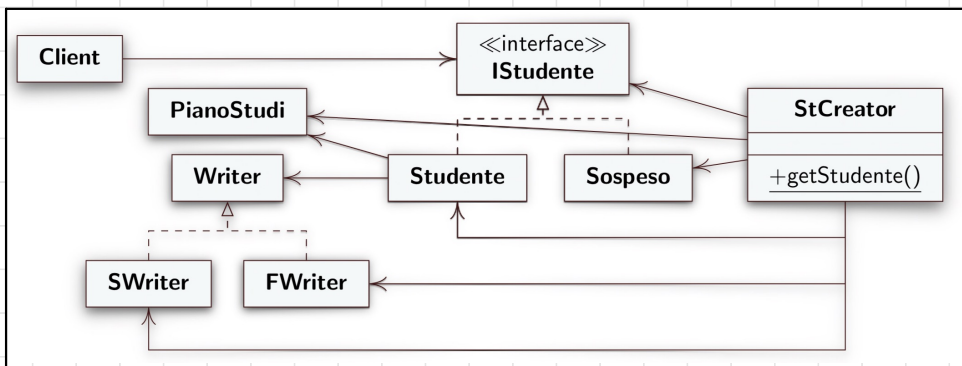 ≪interface≫
IStudente
Client
StCreator
+getStudente()
PianoStudi
Writer
Studente
Sospeso
SWriter
FWriter